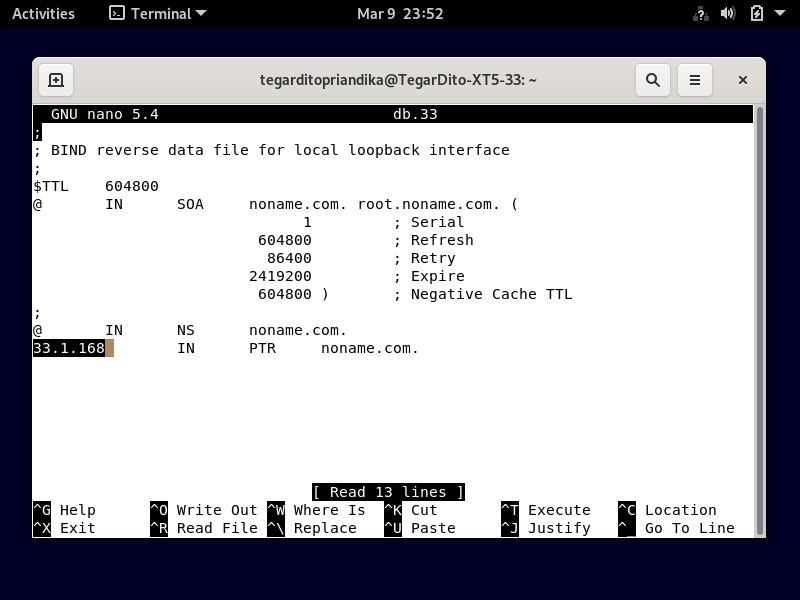 Activities Terminal Mar 9 23:52
tegarditopriandika@TegarDito-XT5-33: ~
GNU nano 5.4 db.33
;
; BIND reverse data file for local loopback interface
;
$TTL 604800
@ IN SOA noname.com. root.noname.com. (
1 ; Serial
604800 ; Refresh
86400 ; Retry
2419200 ; Expire
604800 ) ; Negative Cache TTL
;
@ IN NS noname.com.
33.1.168 IN PTR noname.com.
[ Read 13 lines ]
^G Help ^O Write Out ^W Where Is ^K Cut ^T Execute ^C Location
^X Exit ^R Read File ^\ Replace ^U Paste ^J Justify ^_ Go To Line